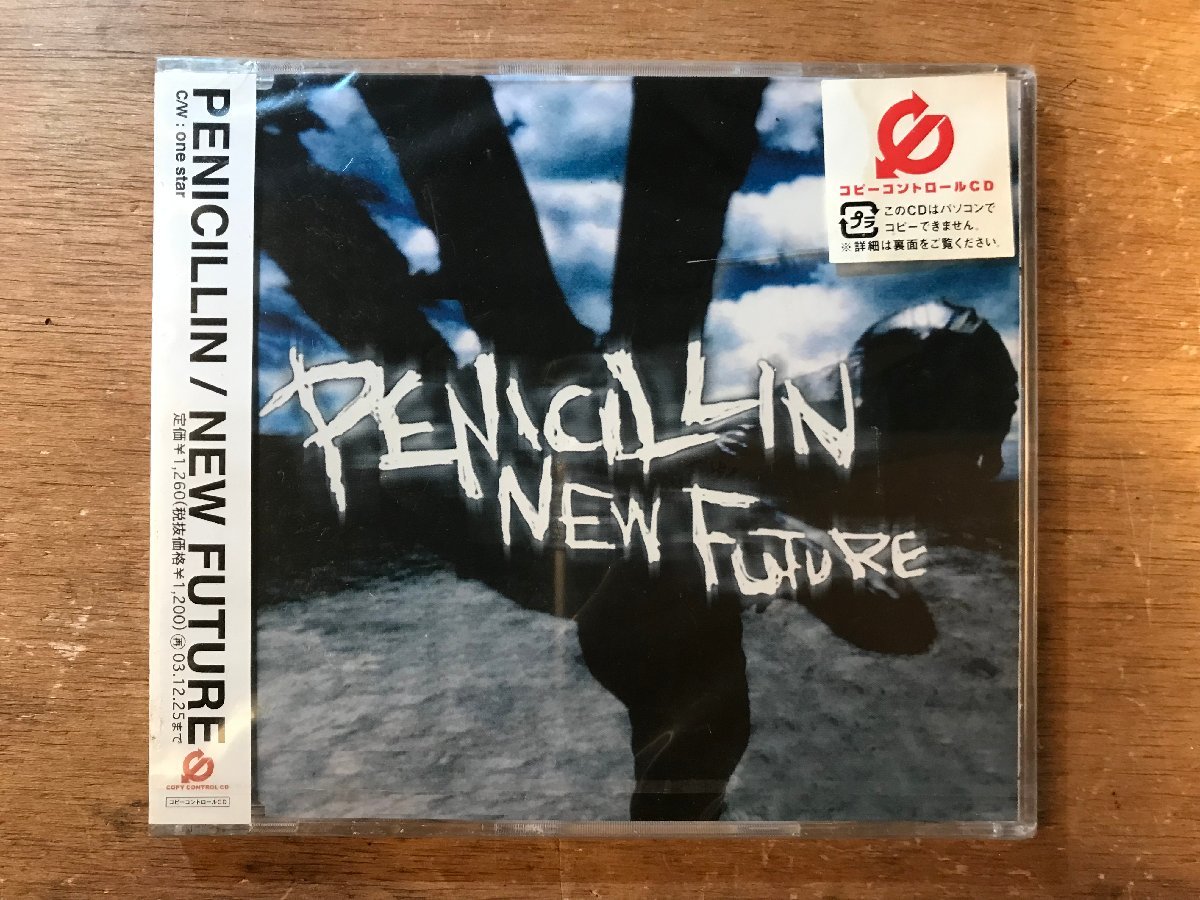 PENICILLIN / NEW FUTURE
C/W : one star
定価¥1,260(税抜価格¥1,200) 再 03.12.25まで
COPY CONTROL CD
コピーコントロールCD
PENICILLIN
NEW FUTURE
コピーコントロールCD
プラ
このCDはパソコンで
コピーできません。
※詳細は裏面をご覧ください。